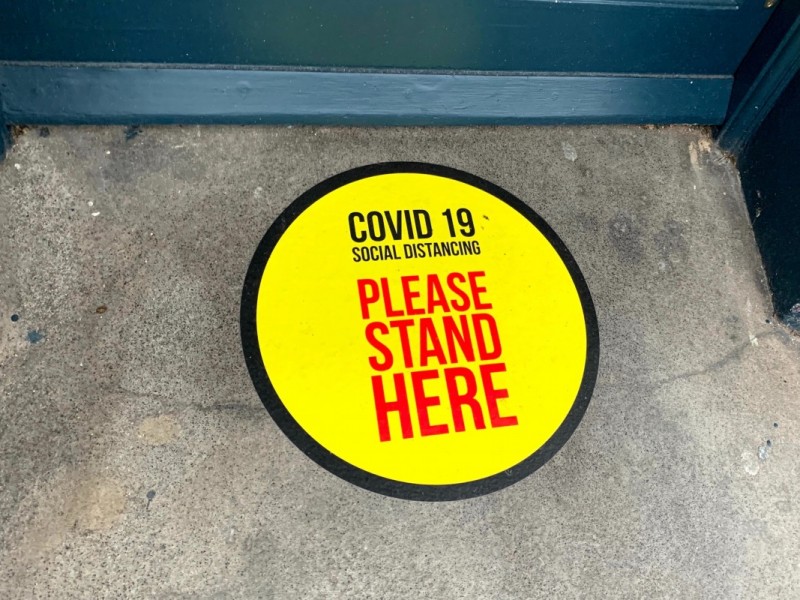 COVID 19
SOCIAL DISTANCING
PLEASE
STAND
HERE